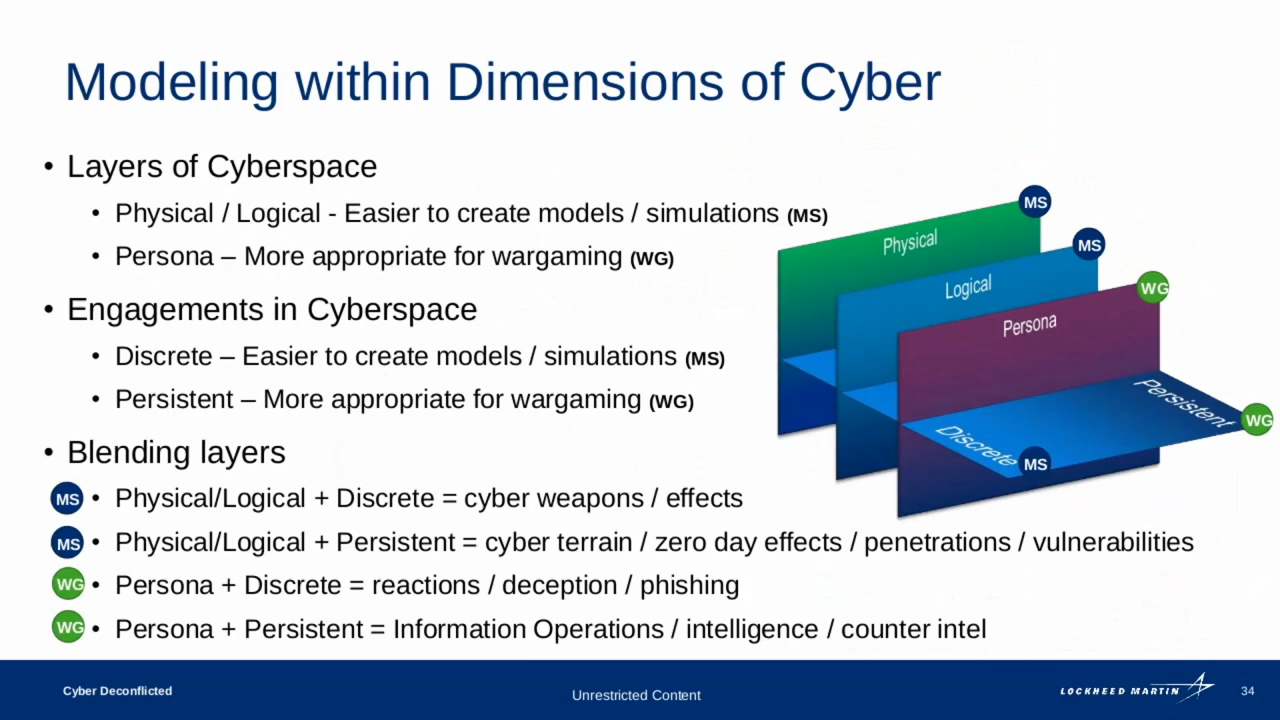 Modeling within Dimensions of Cyber
• Layers of Cyberspace
• Physical / Logical - Easier to create models / simulations (MS)
• Persona – More appropriate for wargaming (WG)
• Engagements in Cyberspace
• Discrete – Easier to create models / simulations (MS)
• Persistent – More appropriate for wargaming (WG)
• Blending layers
MS • Physical/Logical + Discrete = cyber weapons / effects
MS • Physical/Logical + Persistent = cyber terrain / zero day effects / penetrations / vulnerabilities
WG • Persona + Discrete = reactions / deception / phishing
WG • Persona + Persistent = Information Operations / intelligence / counter intel
Physical
MS
Logical
MS
Persona
WG
Persistent
WG
Discrete
MS
Cyber Deconflicted
Unrestricted Content
LOCKHEED MARTIN
34